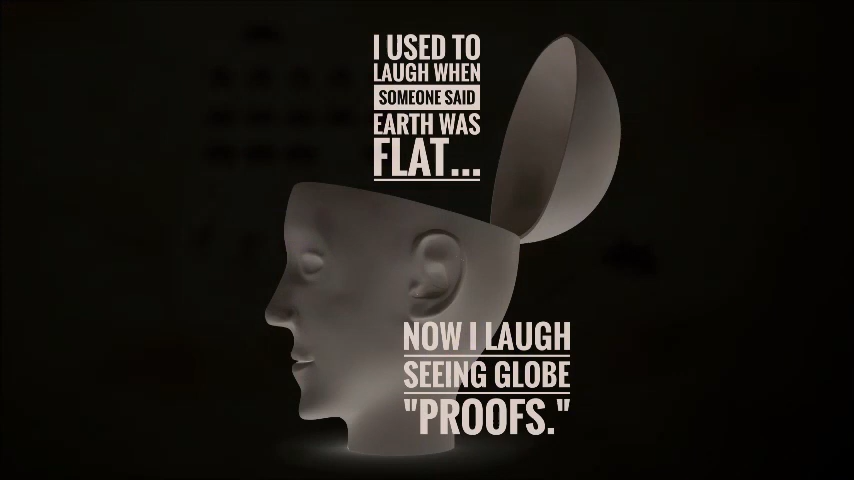 I USED TO
LAUGH WHEN
SOMEONE SAID
EARTH WAS
FLAT...
NOW I LAUGH
SEEING GLOBE
"PROOFS."